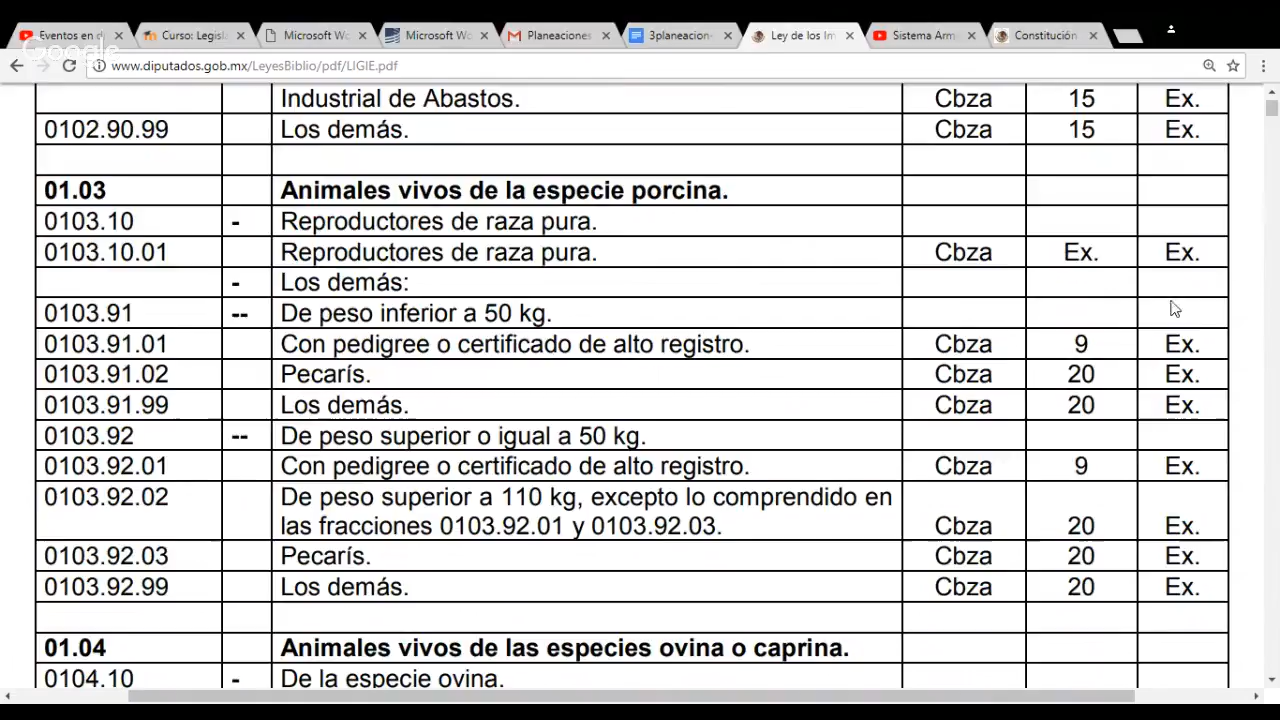 Eventos en d
Curso: Legisla
Microsoft Wo
Microsoft Wo
Planeaciones
3planeacion-
Ley de los Im
Sistema Arm
Constitución
Google
www.diputados.gob.mx/LeyesBiblio/pdf/LIGIE.pdf
Industrial de Abastos. Cbza 15 Ex.
0102.90.99 Los demás. Cbza 15 Ex.
01.03 Animales vivos de la especie porcina.
0103.10 - Reproductores de raza pura.
0103.10.01 Reproductores de raza pura. Cbza Ex. Ex.
- Los demás:
0103.91 -- De peso inferior a 50 kg.
0103.91.01 Con pedigree o certificado de alto registro. Cbza 9 Ex.
0103.91.02 Pecarís. Cbza 20 Ex.
0103.91.99 Los demás. Cbza 20 Ex.
0103.92 -- De peso superior o igual a 50 kg.
0103.92.01 Con pedigree o certificado de alto registro. Cbza 9 Ex.
0103.92.02 De peso superior a 110 kg, excepto lo comprendido en
las fracciones 0103.92.01 y 0103.92.03. Cbza 20 Ex.
0103.92.03 Pecarís. Cbza 20 Ex.
0103.92.99 Los demás. Cbza 20 Ex.
01.04 Animales vivos de las especies ovina o caprina.
0104.10 - De la especie ovina.